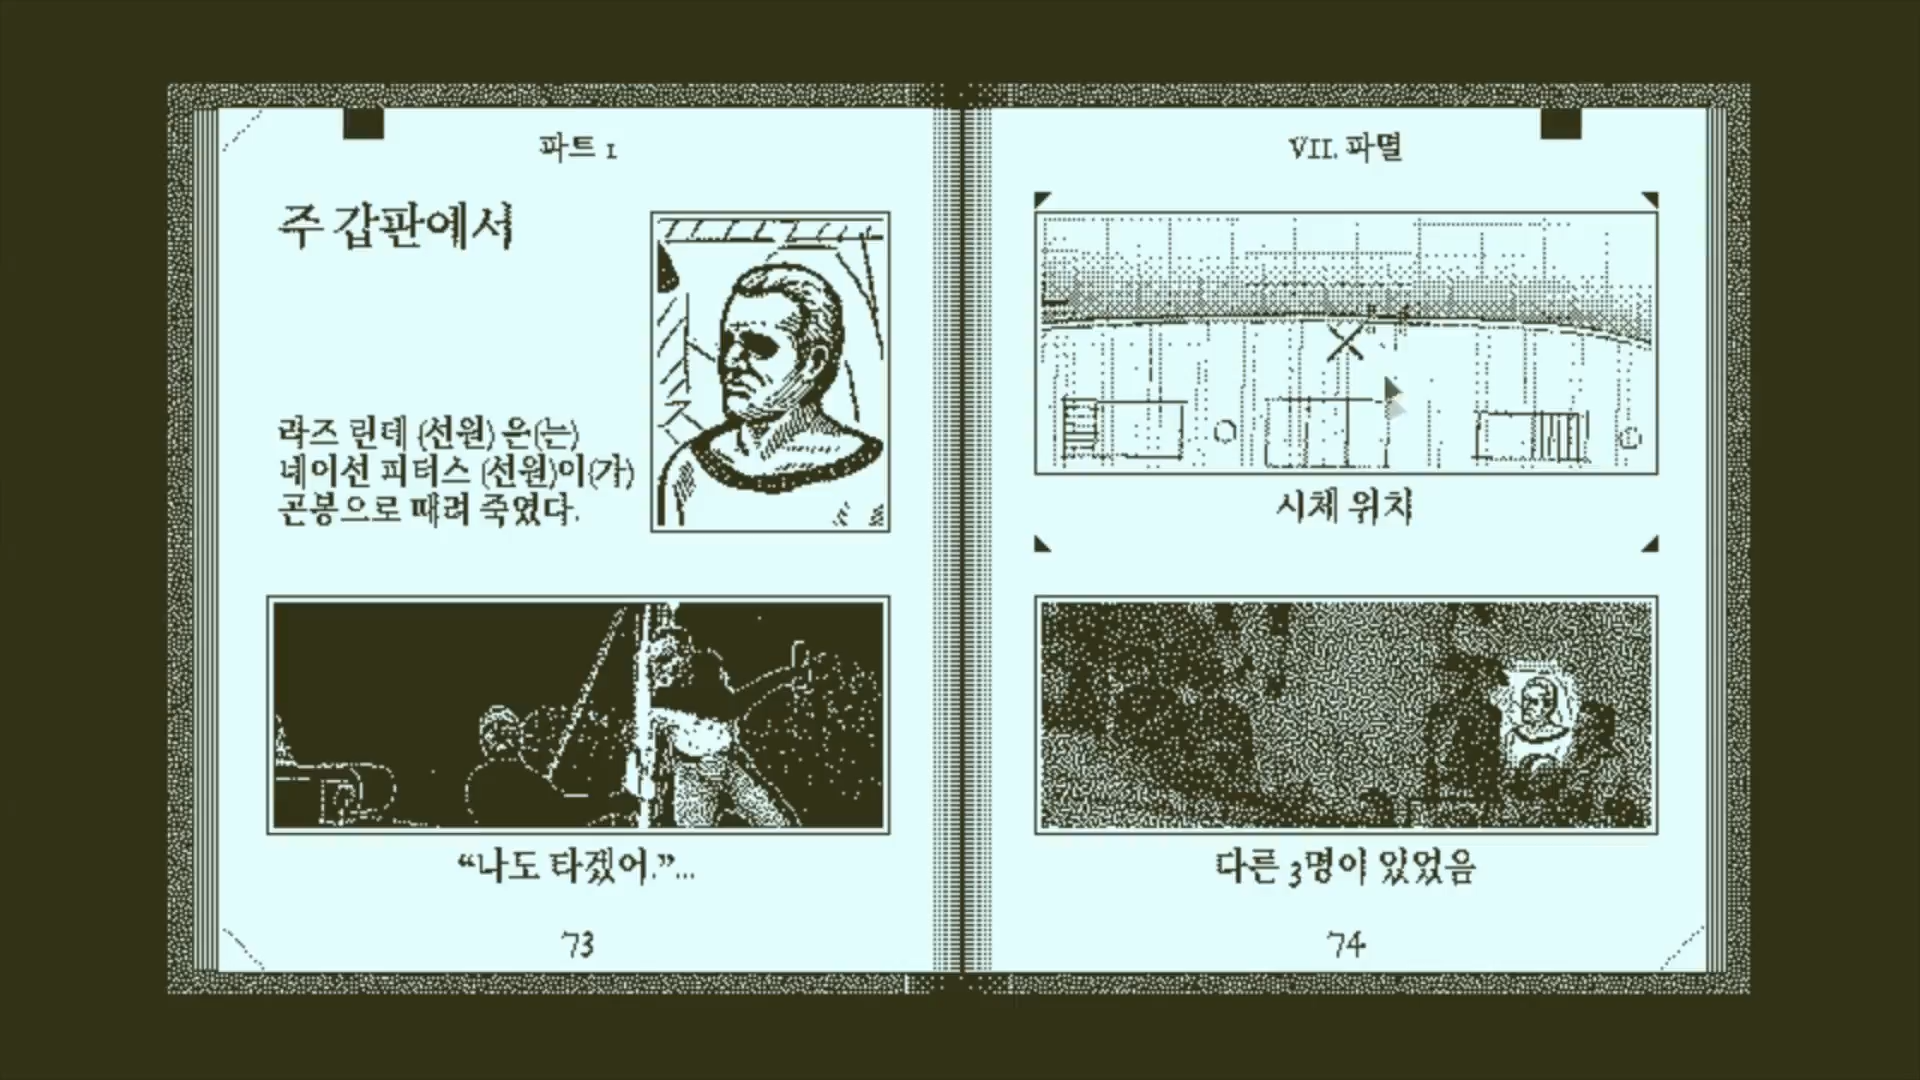 파트 1
주 갑판에서
라즈 린데 (선원) 은(는)
네이선 피터스 (선원)이(가)
곤봉으로 때려 죽였다.
“나도 타겠어.”...
73
VII. 파멸
시체 위치
다른 3명이 있었음
74